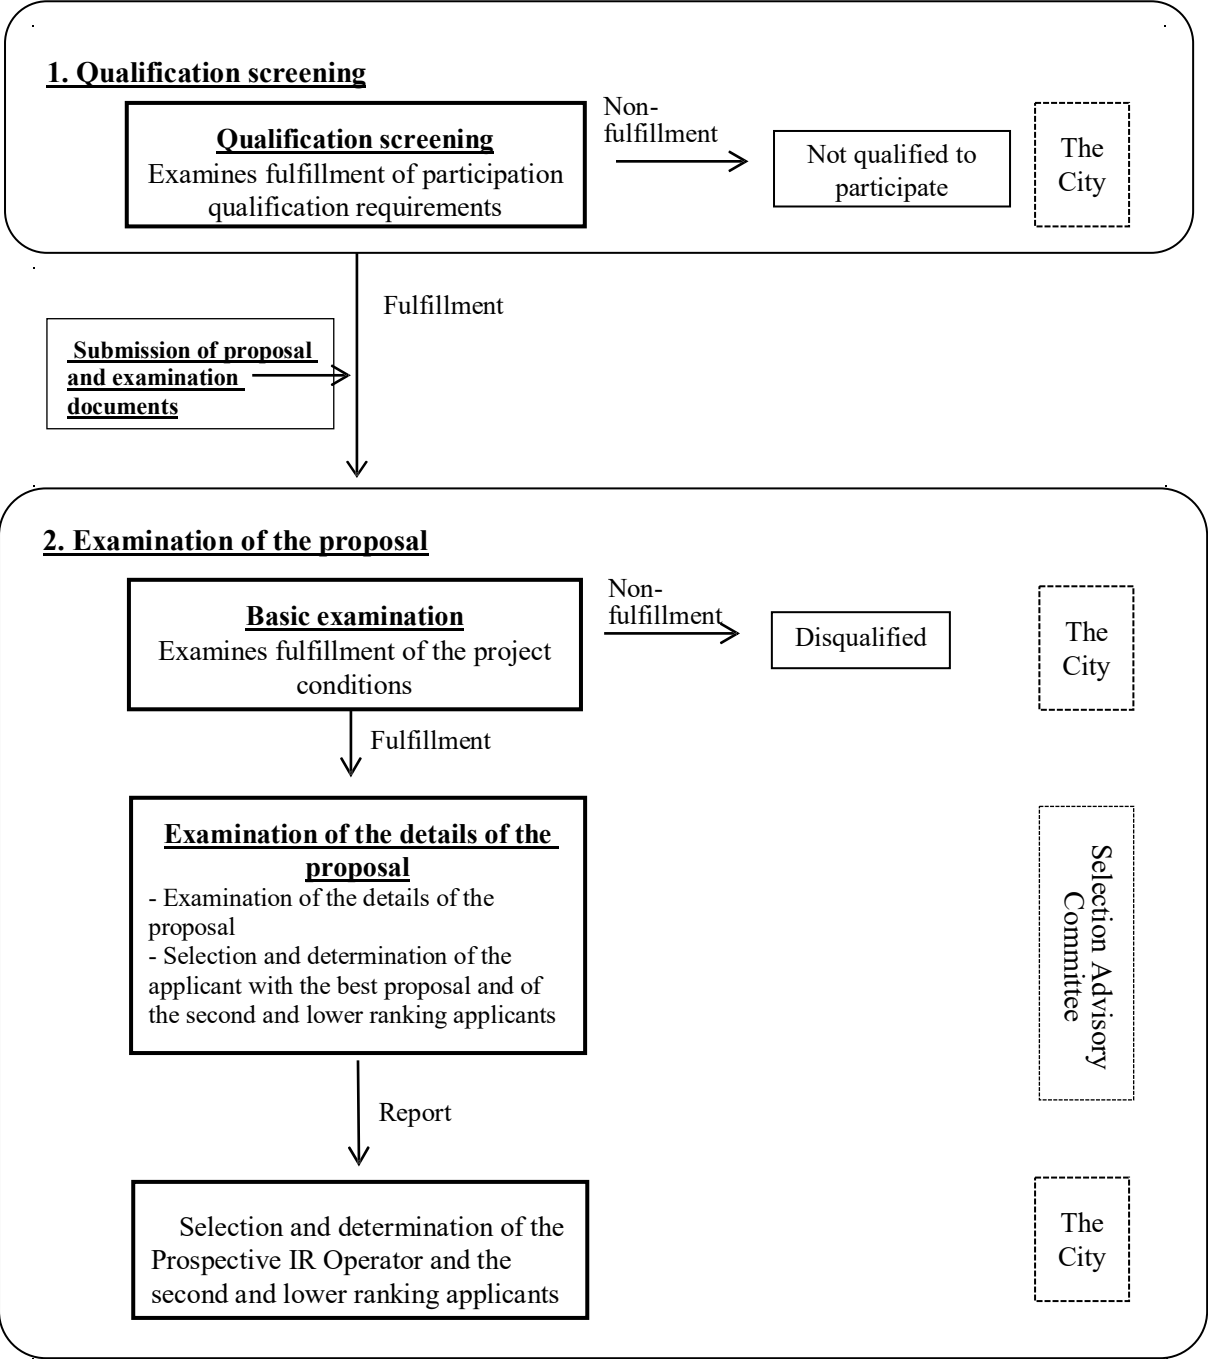 1. Qualification screening
Qualification screening
Examines fulfillment of participation
qualification requirements
Non-
fulfillment
Not qualified to
participate
The
City
Fulfillment
Submission of proposal
and examination
documents
2. Examination of the proposal
Basic examination
Examines fulfillment of the project
conditions
Non-
fulfillment
Disqualified
The
City
Fulfillment
Examination of the details of the
proposal
- Examination of the details of the
proposal
- Selection and determination of the
applicant with the best proposal and of
the second and lower ranking applicants
Selection Advisory
Committee
Report
Selection and determination of the
Prospective IR Operator and the
second and lower ranking applicants
The
City